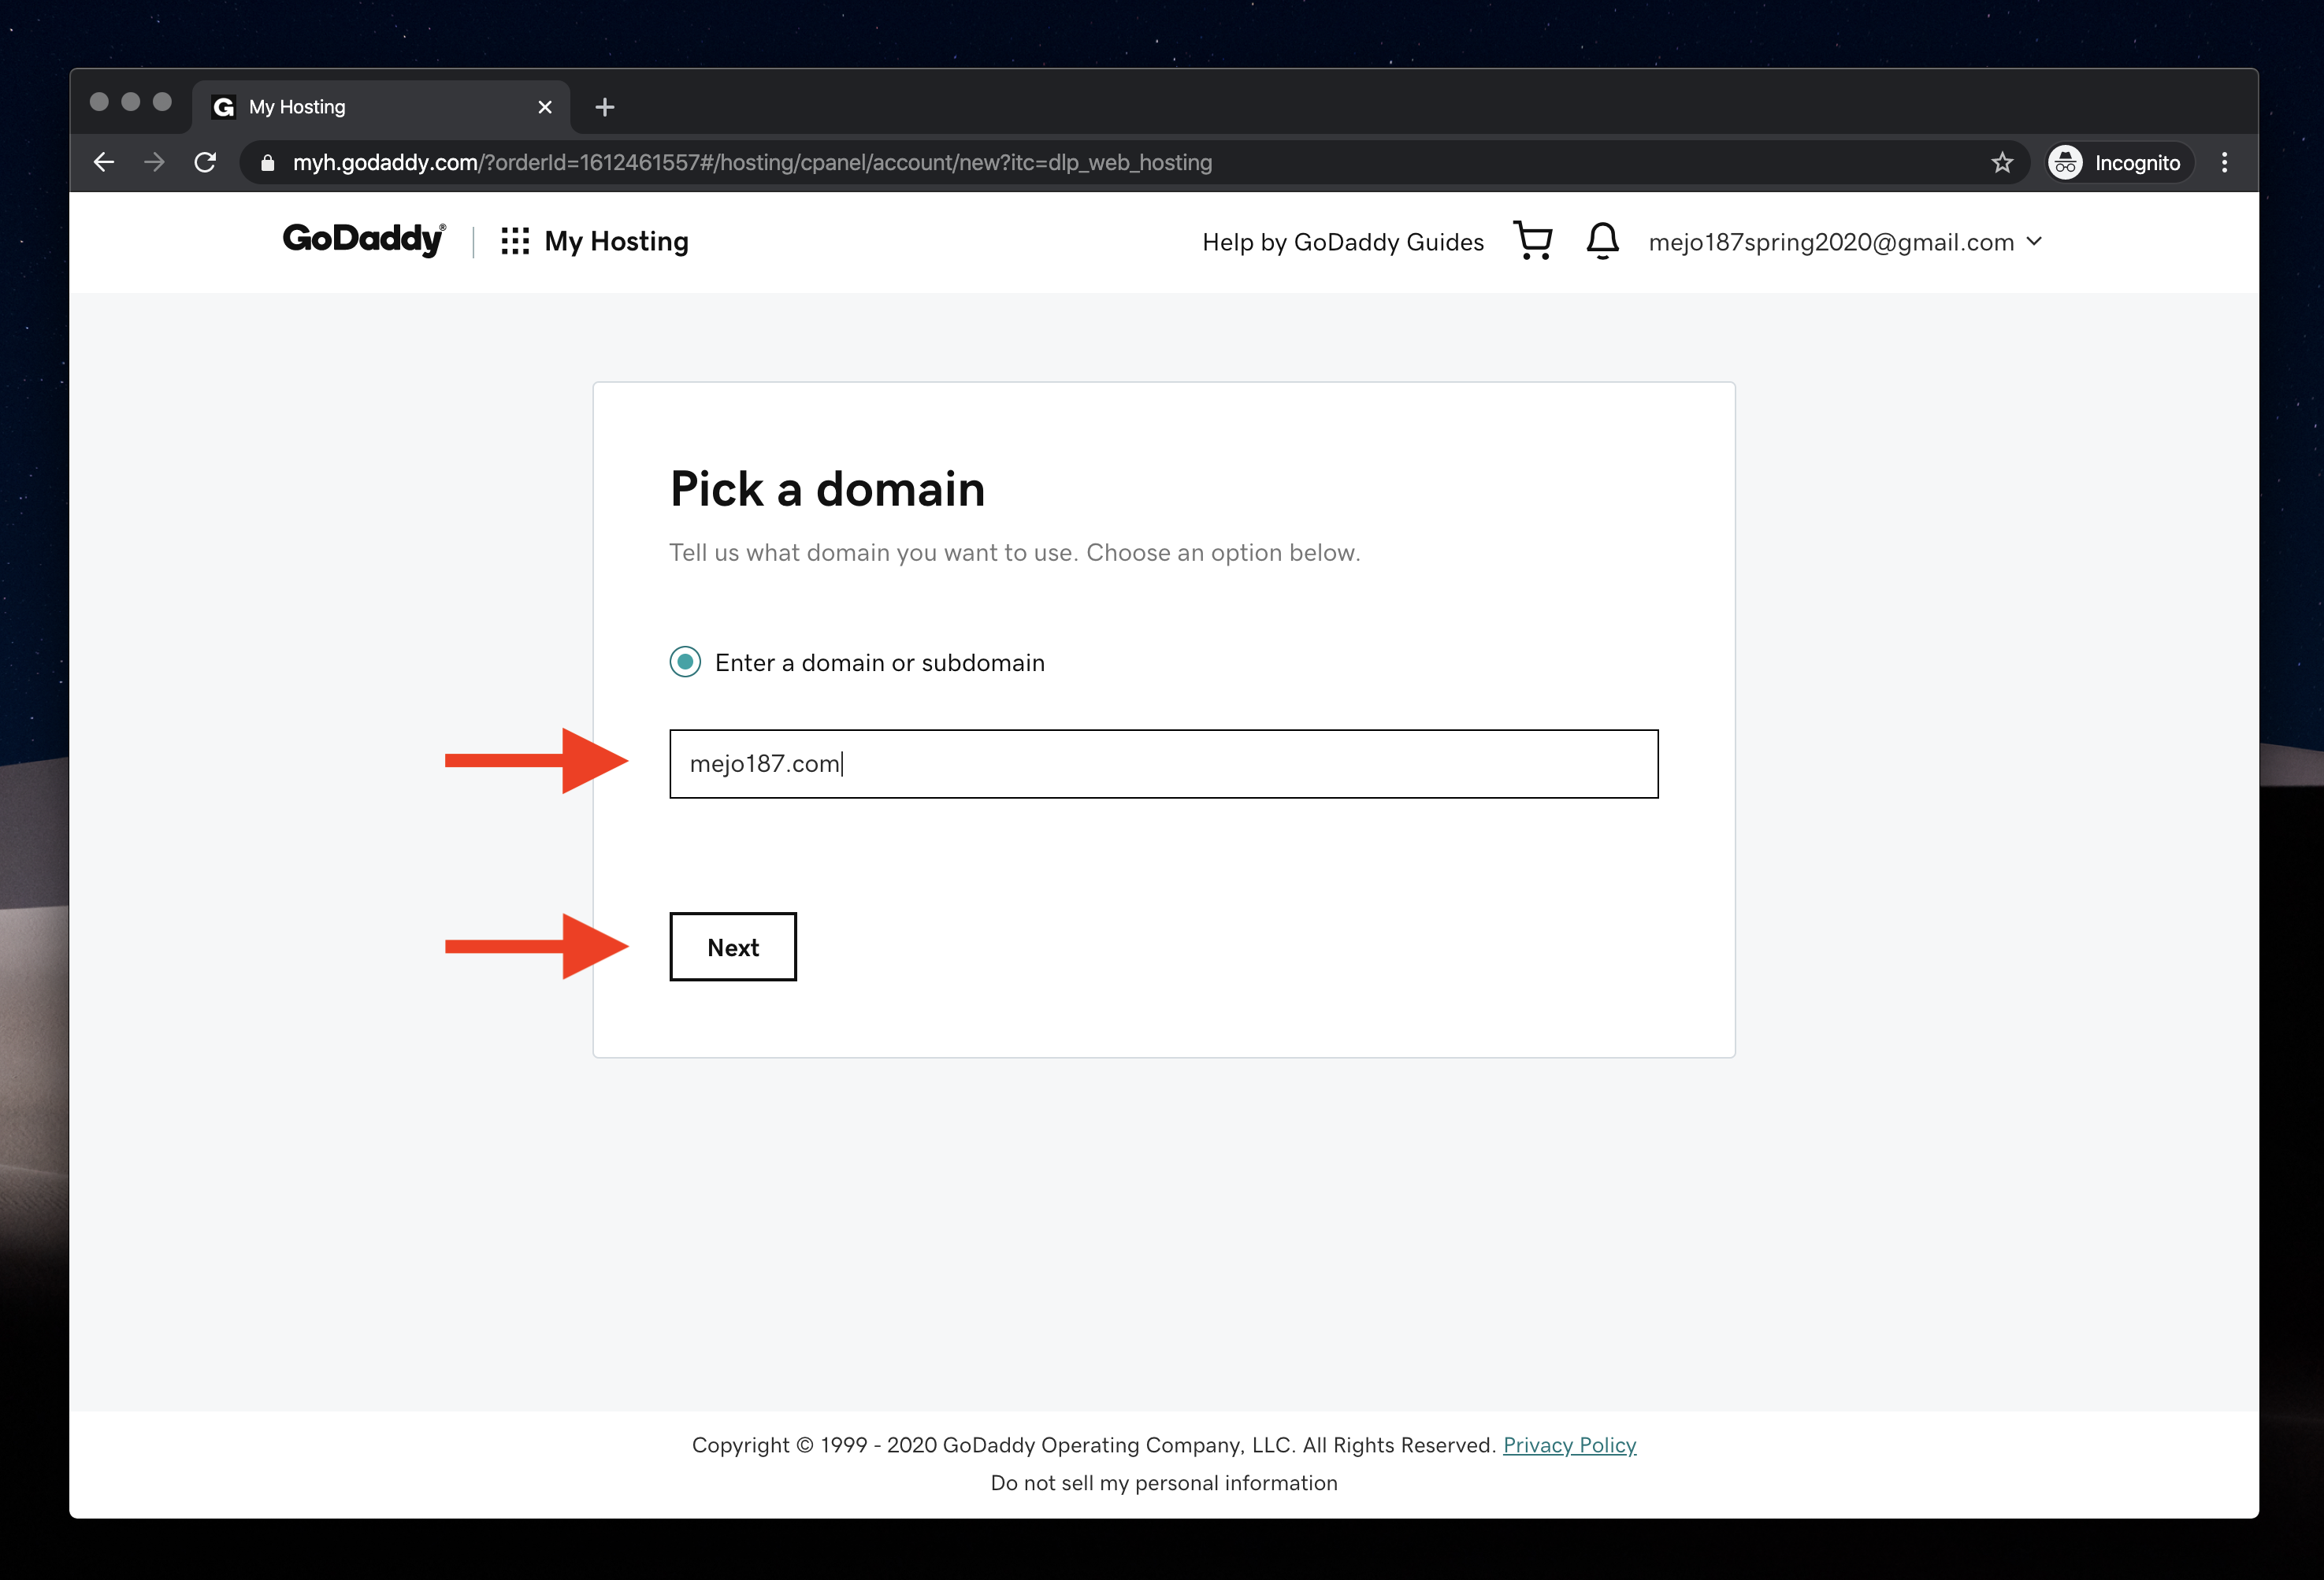 My Hosting
myh.godaddy.com/?orderId=1612461557#/hosting/cpanel/account/new?itc=dlp_web_hosting
Incognito
GoDaddy® My Hosting
Help by GoDaddy Guides
mejo187spring2020@gmail.com
Pick a domain
Tell us what domain you want to use. Choose an option below.
Enter a domain or subdomain
mejo187.com
Next
Copyright © 1999 - 2020 GoDaddy Operating Company, LLC. All Rights Reserved. Privacy Policy
Do not sell my personal information